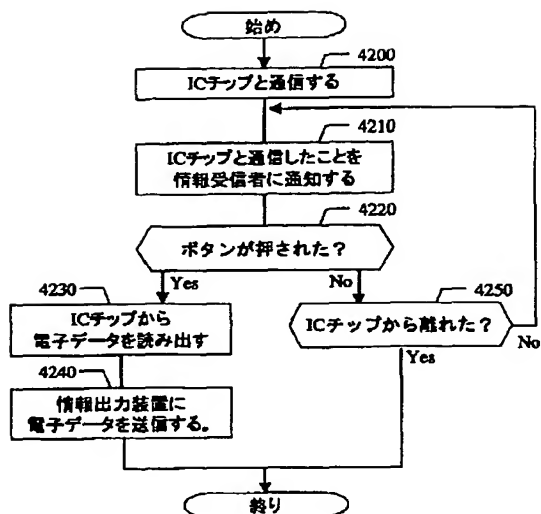 始め
4200
ICチップと通信する
4210
ICチップと通信したことを
情報受信者に通知する
4220
ボタンが押された？
Yes
No
4230
ICチップから
電子データを読み出す
4250
ICチップから離れた？
No
Yes
4240
情報出力装置に
電子データを送信する。
終り